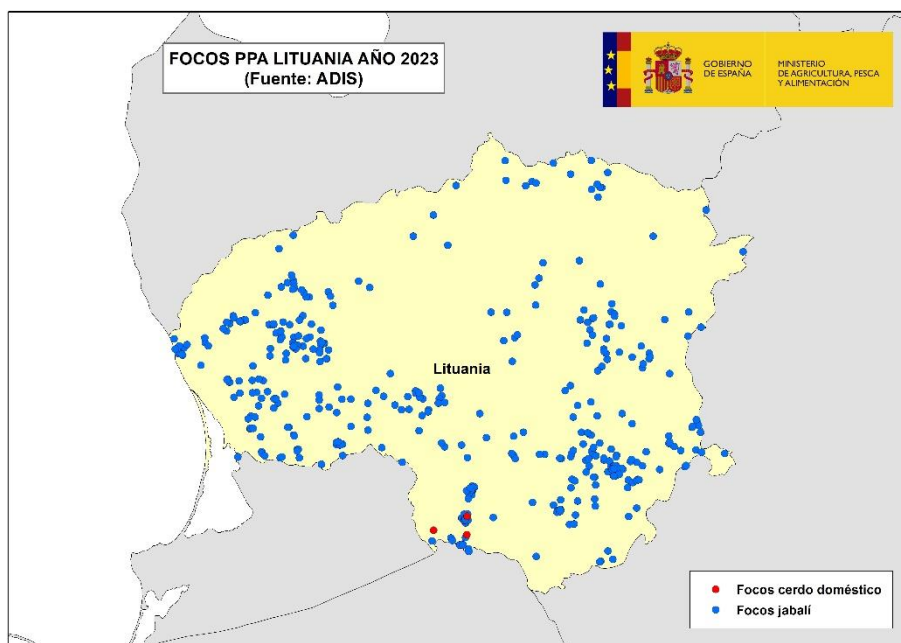 FOCOS PPA LITUANIA AÑO 2023
(Fuente: ADIS)
GOBIERNO
DE ESPAÑA
MINISTERIO
DE AGRICULTURA, PESCA
Y ALIMENTACIÓN
Lituania
Focos cerdo doméstico
Focos jabalí